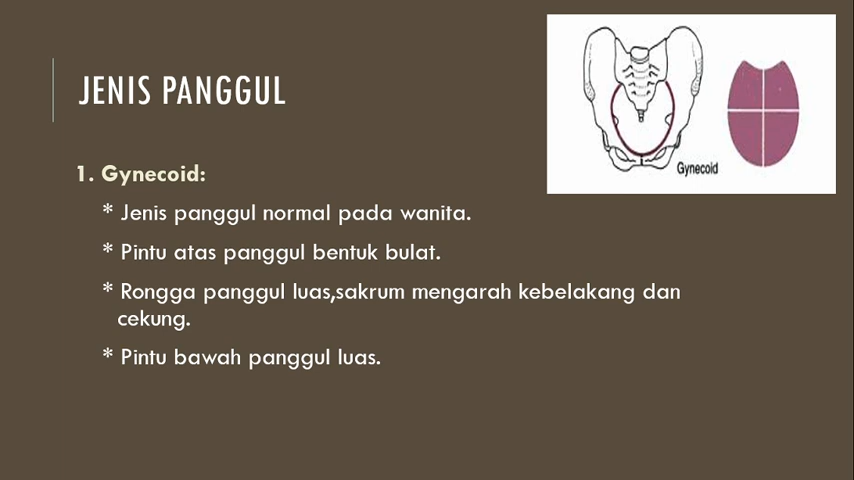 JENIS PANGGUL
Gynecoid
1. Gynecoid:
* Jenis panggul normal pada wanita.
* Pintu atas panggul bentuk bulat.
* Rongga panggul luas,sakrum mengarah kebelakang dan
cekung.
* Pintu bawah panggul luas.